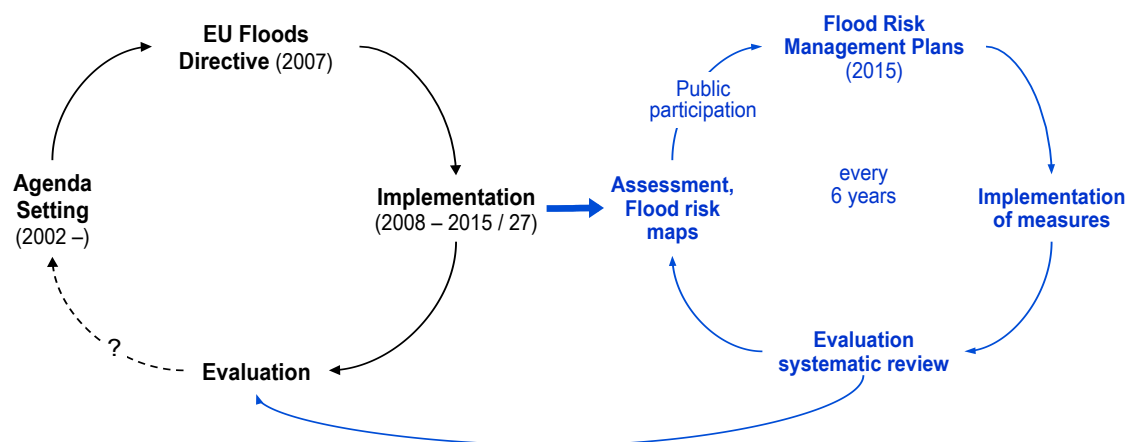 EU Floods
Directive (2007)
Agenda
Setting
(2002 –)
Implementation
(2008 – 2015 / 27)
?
Evaluation
Flood Risk
Management Plans
(2015)
Public
participation
Assessment,
Flood risk
maps
every
6 years
Implementation
of measures
Evaluation
systematic review